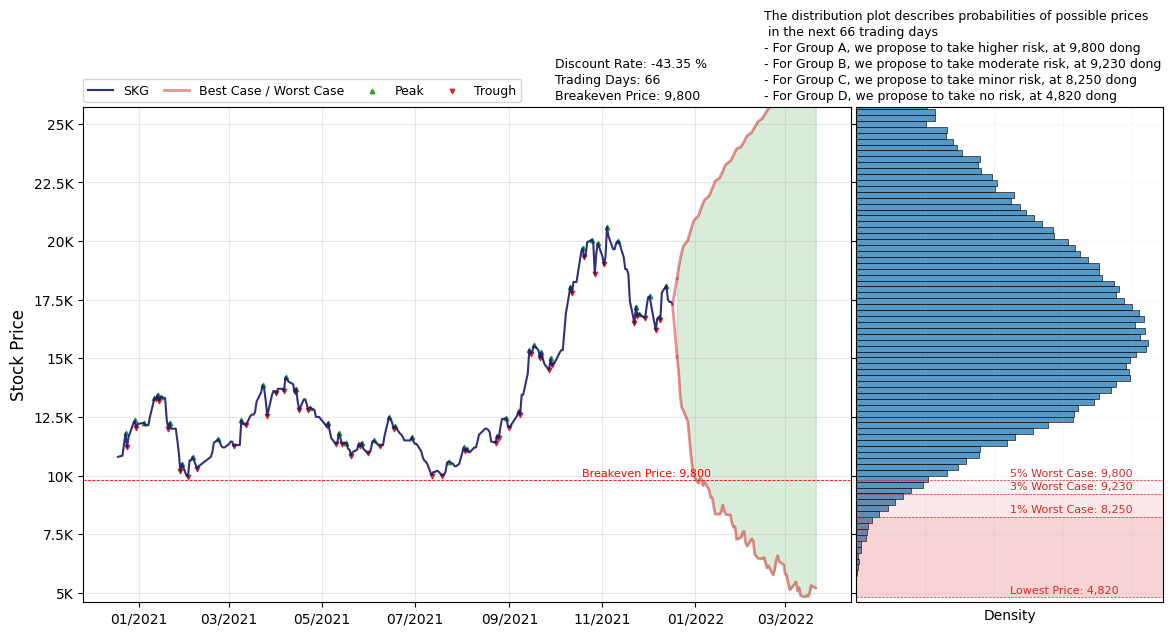 The distribution plot describes probabilities of possible prices
in the next 66 trading days
- For Group A, we propose to take higher risk, at 9,800 dong
- For Group B, we propose to take moderate risk, at 9,230 dong
- For Group C, we propose to take minor risk, at 8,250 dong
- For Group D, we propose to take no risk, at 4,820 dong
Discount Rate: -43.35 %
Trading Days: 66
Breakeven Price: 9,800
SKG Best Case / Worst Case Peak Trough
Stock Price
25K
22.5K
20K
17.5K
15K
12.5K
10K
7.5K
5K
Breakeven Price: 9,800
5% Worst Case: 9,800
3% Worst Case: 9,230
1% Worst Case: 8,250
Lowest Price: 4,820
01/2021 03/2021 05/2021 07/2021 09/2021 11/2021 01/2022 03/2022
Density